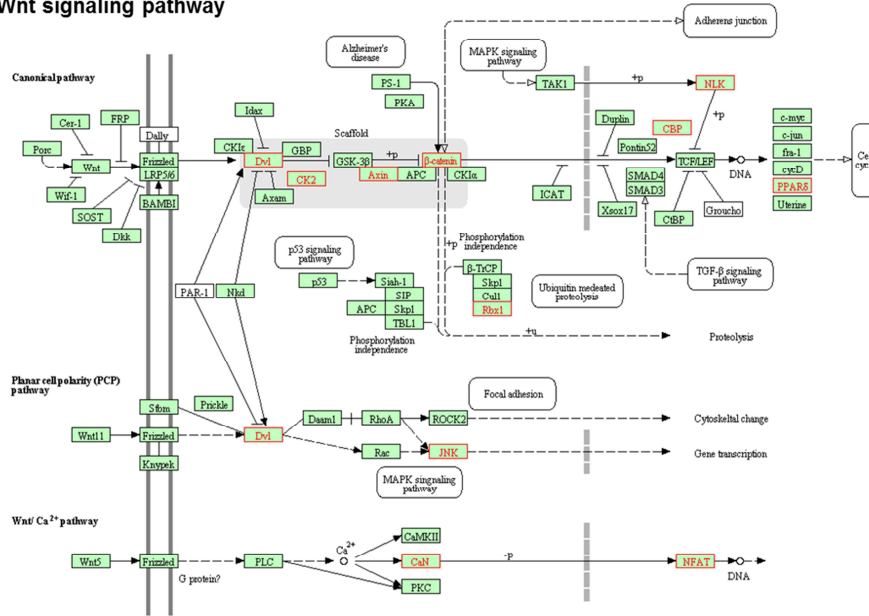 Wnt signaling pathway
Adherens junction
Alzheimer's
disease
MAPK signaling
pathway
Canonical pathway
PS-1
PKA
TAK1
+p
NLK
Idax
Cer-1
FRP
Dally
Scaffold
Duplin
CBP
+p
c-myc
c-jun
fra-1
cycD
PPARδ
Uterine
Porc
Wnt
Frizzled
LRP5/6
CKIε
Dvl
GBP
GSK-3β
+p
β-catenin
Pontin52
TCF/LEF
DNA
Ce
cyc
CK2
Axin
APC
CKIα
SMAD4
SMAD3
Wif-1
BAMBI
Axam
ICAT
SOST
Xsox17
CtBP
Groucho
Dkk
p53 signaling
pathway
+p
Phosphorylation
independence
TGF-β signaling
pathway
p53
Siah-1
β-TrCP
Skp1
Cul1
Rbx1
Ubiquitin medeated
proteolysis
PAR-1
Nkd
SIP
APC
Skp1
TBL1
+u
Proteolysis
Phosphorylation
independence
Planar cell polarity (PCP)
pathway
Focal adhesion
Stbm
Prickle
Daam1
RhoA
ROCK2
Cytoskeltal change
Wnt11
Frizzled
Dvl
Rac
JNK
Gene transcription
Knypek
MAPK singnaling
pathway
Wnt/ Ca2+ pathway
CaMKII
Ca2+
Wnt5
Frizzled
PLC
CaN
-p
NFAT
G protein?
PKC
DNA